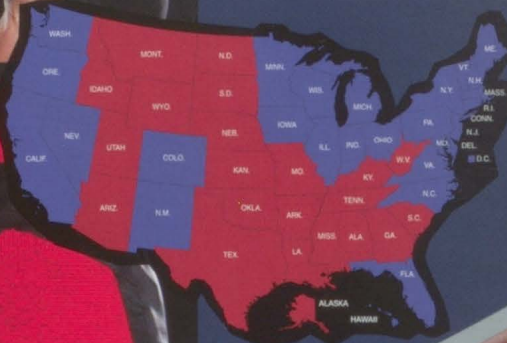 WASH.
ORE.
CALIF.
NEV.
IDAHO
MONT.
WYO.
UTAH
ARIZ.
COLO.
N.M.
N.D.
S.D.
NEB.
KAN.
OKLA.
TEX.
MINN.
IOWA
MO.
ARK.
LA.
WIS.
ILL.
MICH.
IND.
OHIO
KY.
TENN.
MISS.
ALA.
GA.
FLA.
S.C.
N.C.
VA.
W.V.
PA.
N.Y.
VT.
N.H.
ME.
MASS.
R.I.
CONN.
N.J.
DEL.
MD.
D.C.
ALASKA
HAWAII